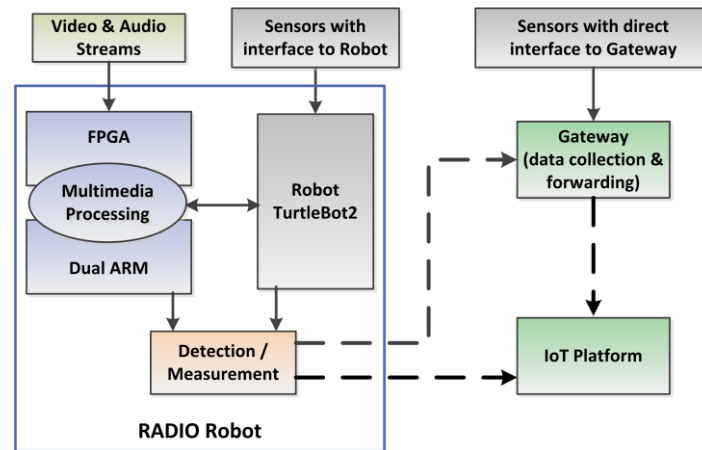 Video & Audio
Streams
Sensors with
interface to Robot
Sensors with direct
interface to Gateway
FPGA
Multimedia
Processing
Dual ARM
Robot
TurtleBot2
Gateway
(data collection &
forwarding)
Detection /
Measurement
IoT Platform
RADIO Robot